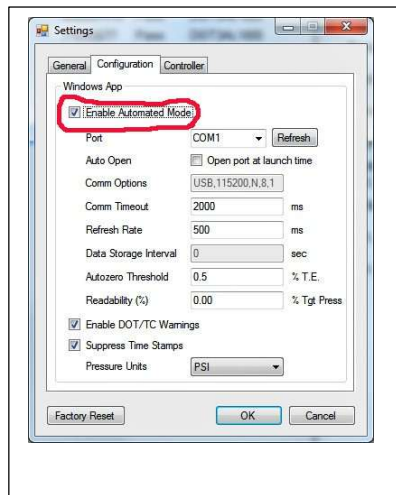 Settings
General Configuration Controller
Windows App
Enable Automated Mode
Port COM1 Refresh
Auto Open Open port at launch time
Comm Options USB,115200,N,8,1
Comm Timeout 2000 ms
Refresh Rate 500 ms
Data Storage Interval 0 sec
Autozero Threshold 0.5 % T.E.
Readability (%) 0.00 % Tgt Press
Enable DOT/TC Warnings
Suppress Time Stamps
Pressure Units PSI
Factory Reset OK Cancel